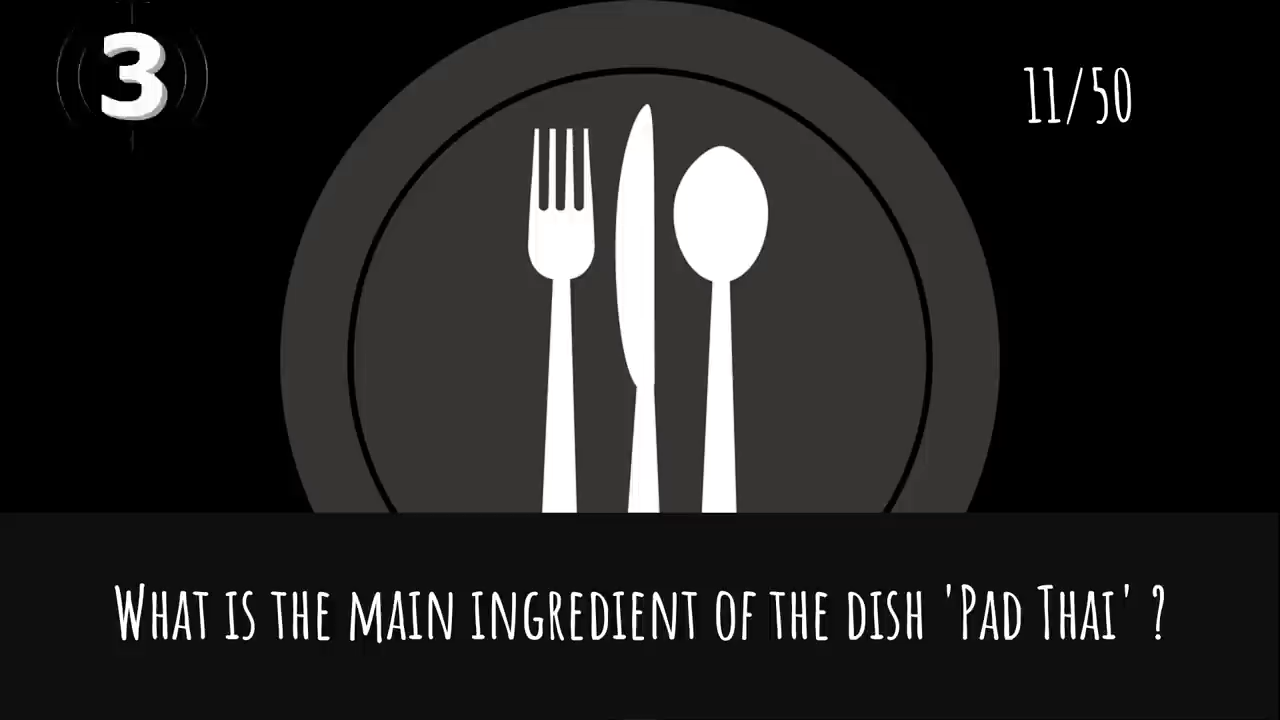 3
11/50
What is the main ingredient of the dish 'Pad Thai' ?